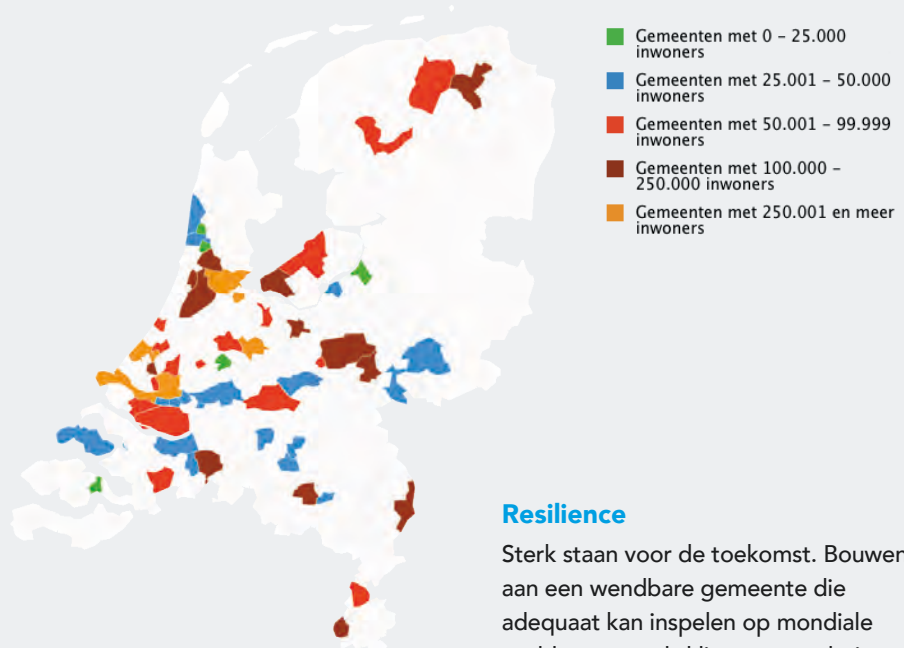 Gemeenten met 0 – 25.000
inwoners
Gemeenten met 25.001 – 50.000
inwoners
Gemeenten met 50.001 – 99.999
inwoners
Gemeenten met 100.000 –
250.000 inwoners
Gemeenten met 250.001 en meer
inwoners
Resilience
Sterk staan voor de toekomst. Bouwen
aan een wendbare gemeente die
adequaat kan inspelen op mondiale